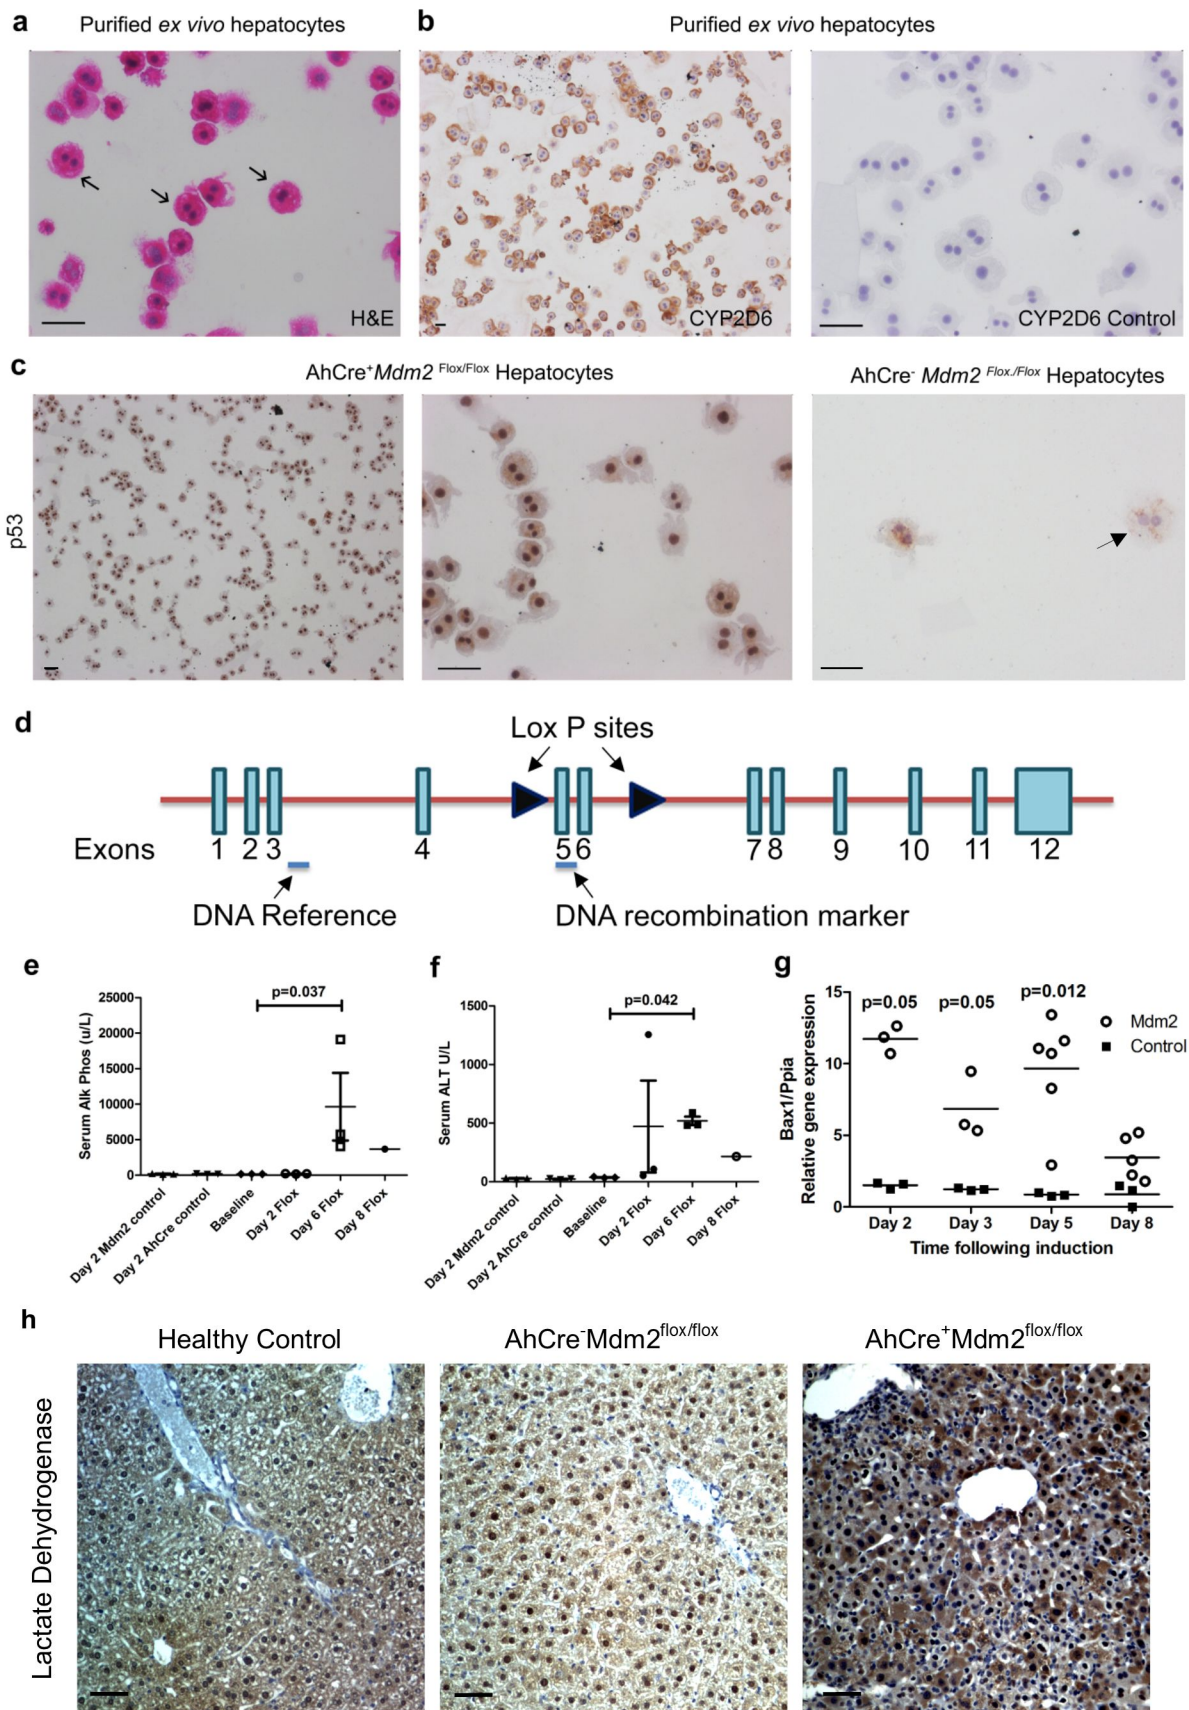 a
Purified ex vivo hepatocytes
H&E
b
Purified ex vivo hepatocytes
CYP2D6
CYP2D6 Control
c
AhCre+Mdm2 Flox/Flox Hepatocytes
AhCre- Mdm2 Flox./Flox Hepatocytes
p53
d
Lox P sites
Exons 1 2 3 4 5 6 7 8 9 10 11 12
DNA Reference
DNA recombination marker
e
p=0.037
Serum Alk Phos (u/L)
25000
20000
15000
10000
5000
0
Day 2 Mdm2 control
Day 2 AhCre control
Baseline
Day 2 Flox
Day 6 Flox
Day 8 Flox
f
p=0.042
Serum ALT U/L
1500
1000
500
0
Day 2 Mdm2 control
Day 2 AhCre control
Baseline
Day 2 Flox
Day 6 Flox
Day 8 Flox
g
Bax1/Ppia
Relative gene expression
15
10
5
0
p=0.05
p=0.05
p=0.012
Mdm2
Control
Day 2
Day 3
Day 5
Day 8
Time following induction
h
Healthy Control
AhCre-Mdm2flox/flox
AhCre+Mdm2flox/flox
Lactate Dehydrogenase